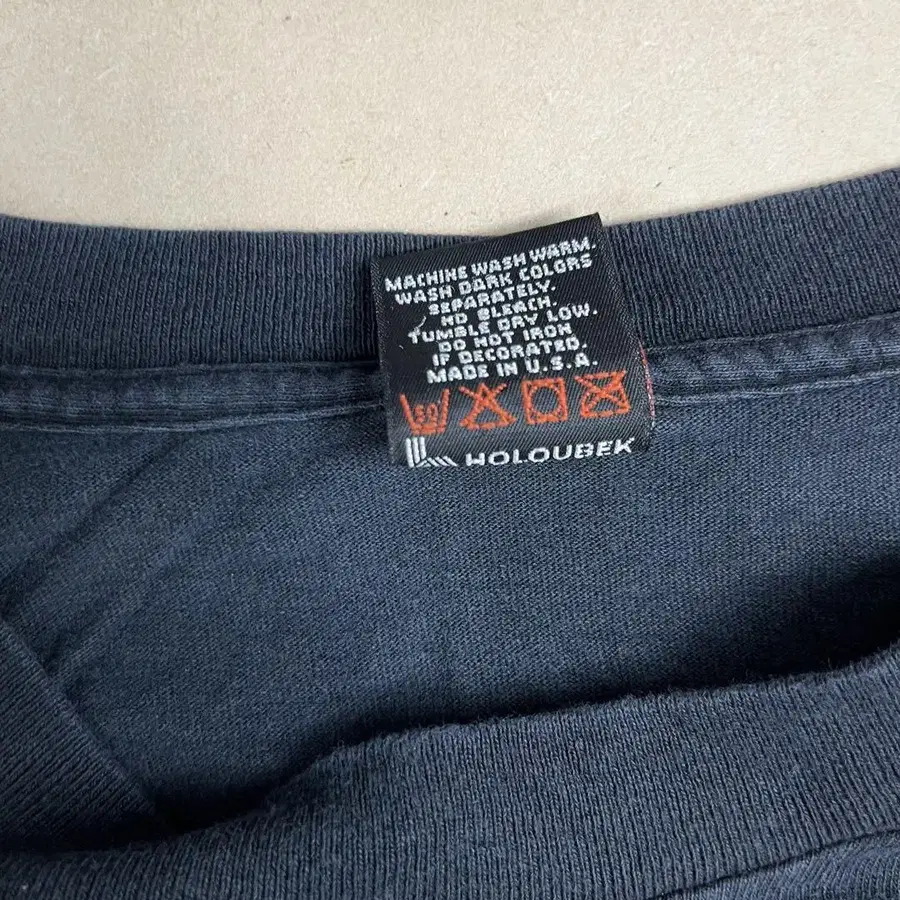 MACHINE WASH WARM.
WASH DARK COLORS
SEPARATELY.
NO BLEACH.
TUMBLE DRY LOW.
DO NOT IRON
IF DECORATED.
MADE IN U.S.A.
50
HOLOUBEK